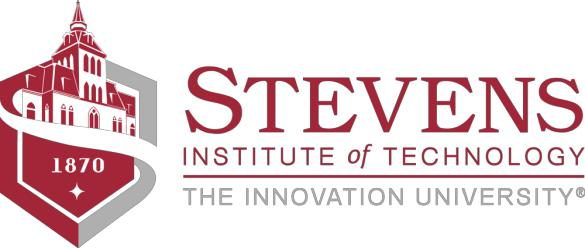 1870
STEVENS
INSTITUTE of TECHNOLOGY
THE INNOVATION UNIVERSITY®